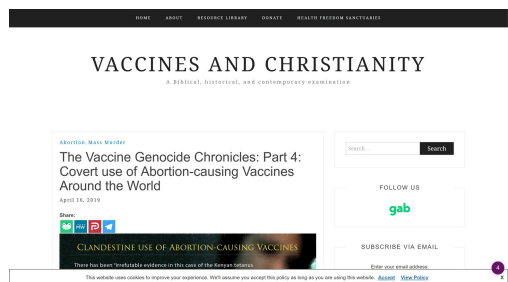 HOME ABOUT RESOURCE LIBRARY DONATE HEALTH FREEDOM SANCTUARIES
VACCINES AND CHRISTIANITY
A Biblical, historical, and contemporary examination
Abortion, Mass Murder
The Vaccine Genocide Chronicles: Part 4:
Covert use of Abortion-causing Vaccines
Around the World
April 16, 2019
Share:
CLANDESTINE USE OF ABORTION-CAUSING VACCINES
There has been "irrefutable evidence in this case of the Kenyan tetanus
Search ...
Search
FOLLOW US
gab
SUBSCRIBE VIA EMAIL
Enter your email address:
4
This website uses cookies to improve your experience. We'll assume you accept this policy as long as you are using this website. Accept View Policy
X